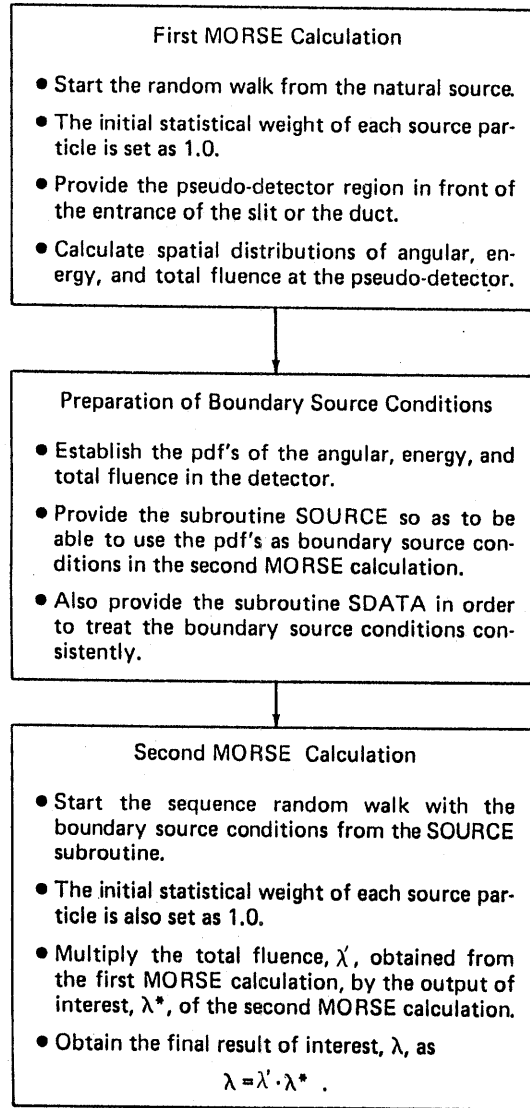 First MORSE Calculation
• Start the random walk from the natural source.
• The initial statistical weight of each source par-
ticle is set as 1.0.
• Provide the pseudo-detector region in front of
the entrance of the slit or the duct.
• Calculate spatial distributions of angular, en-
ergy, and total fluence at the pseudo-detector.
Preparation of Boundary Source Conditions
• Establish the pdf's of the angular, energy, and
total fluence in the detector.
• Provide the subroutine SOURCE so as to be
able to use the pdf's as boundary source con-
ditions in the second MORSE calculation.
• Also provide the subroutine SDATA in order
to treat the boundary source conditions con-
sistently.
Second MORSE Calculation
• Start the sequence random walk with the
boundary source conditions from the SOURCE
subroutine.
• The initial statistical weight of each source par-
ticle is also set as 1.0.
• Multiply the total fluence, λ′, obtained from
the first MORSE calculation, by the output of
interest, λ*, of the second MORSE calculation.
• Obtain the final result of interest, λ, as
λ = λ′ · λ* .